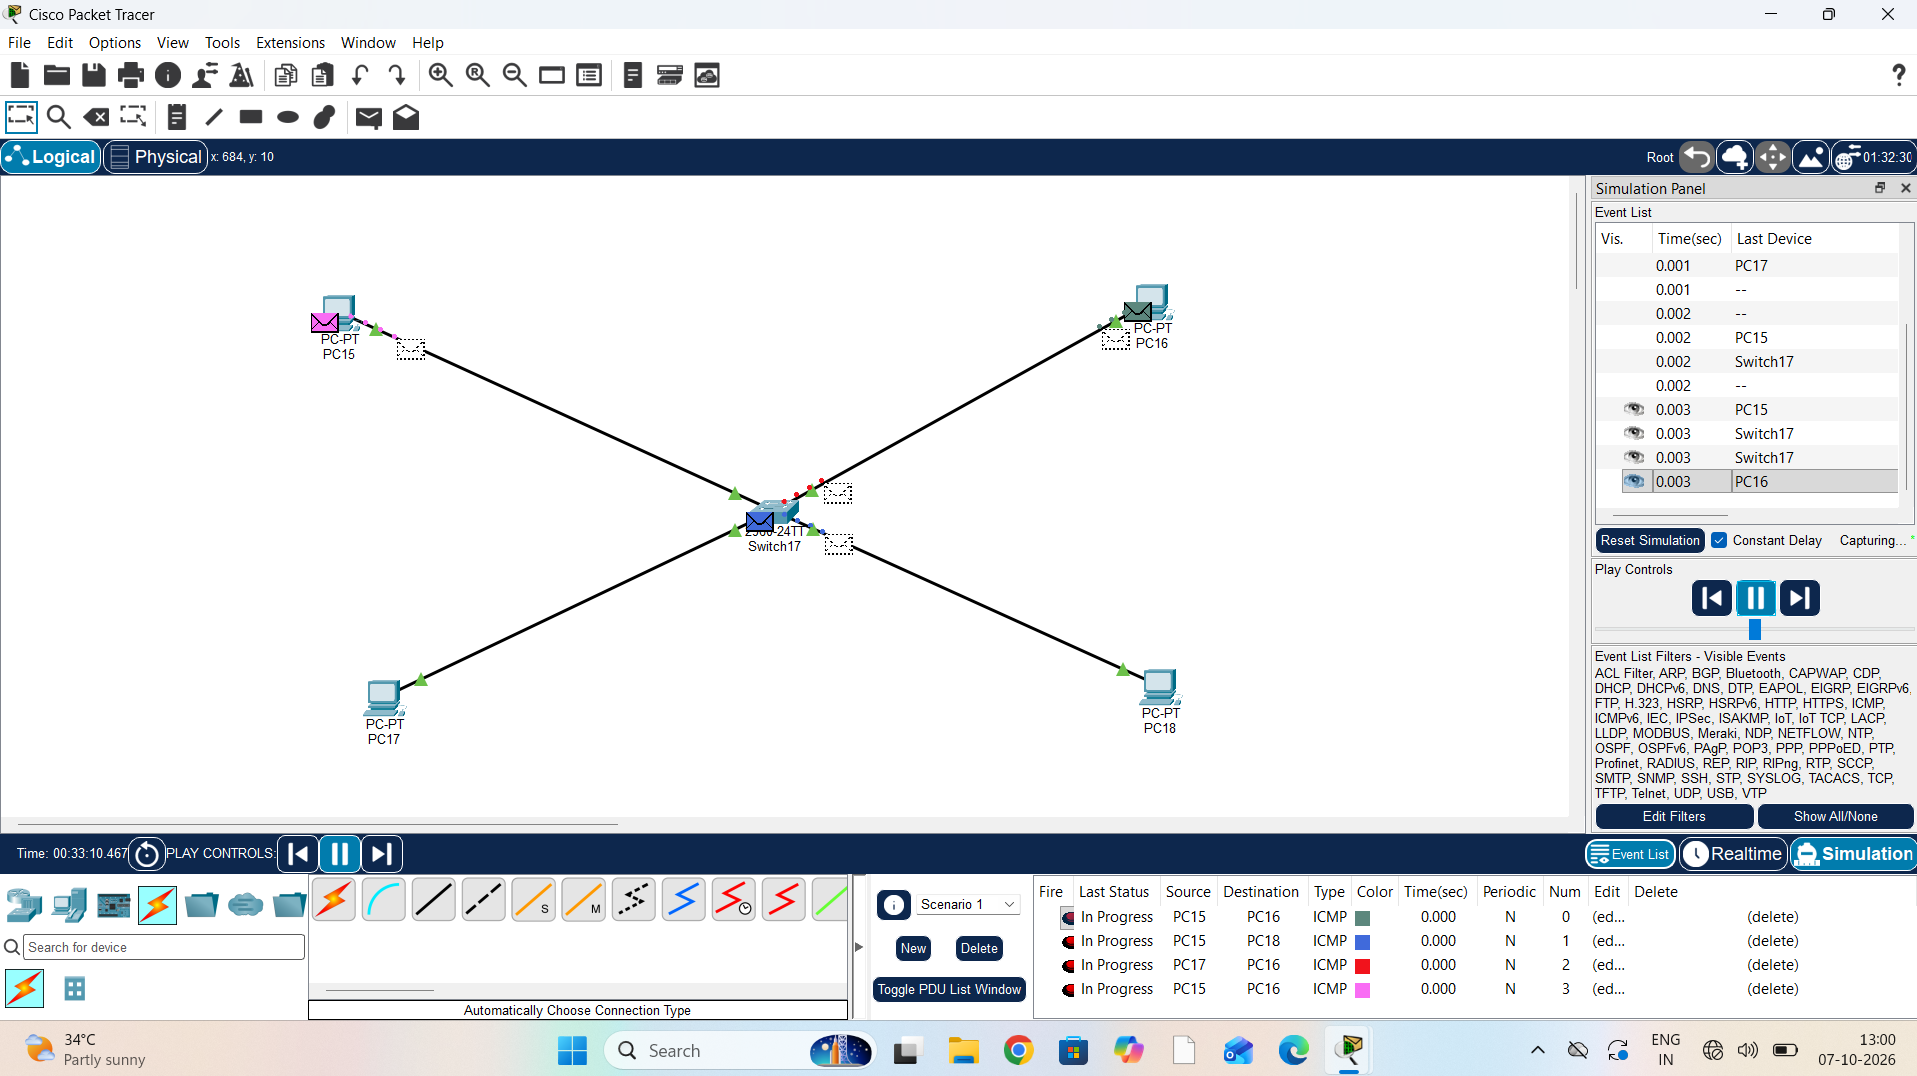 Cisco Packet Tracer
File Edit Options View Tools Extensions Window Help
Logical Physical x: 684, y: 10 Root 01:32:30
Simulation Panel
Event List
Vis. Time(sec) Last Device
0.001 PC17
0.001 --
0.002 --
0.002 PC15
0.002 Switch17
0.002 --
0.003 PC15
0.003 Switch17
0.003 Switch17
0.003 PC16
Reset Simulation Constant Delay Capturing...
Play Controls
Event List Filters - Visible Events
ACL Filter, ARP, BGP, Bluetooth, CAPWAP, CDP,
DHCP, DHCPv6, DNS, DTP, EAPOL, EIGRP, EIGRPv6,
FTP, H.323, HSRP, HSRPv6, HTTP, HTTPS, ICMP,
ICMPv6, IEC, IPSec, ISAKMP, IoT, IoT TCP, LACP,
LLDP, MODBUS, Meraki, NDP, NETFLOW, NTP,
OSPF, OSPFv6, PAgP, POP3, PPP, PPPoED, PTP,
Profinet, RADIUS, REP, RIP, RIPng, RTP, SCCP,
SMTP, SNMP, SSH, STP, SYSLOG, TACACS, TCP,
TFTP, Telnet, UDP, USB, VTP
Edit Filters Show All/None
PC-PT
PC15
PC-PT
PC16
2960-24TT
Switch17
PC-PT
PC17
PC-PT
PC18
Time: 00:33:10.467 PLAY CONTROLS: Event List Realtime Simulation
Search for device
S M
Automatically Choose Connection Type
Scenario 1
New Delete
Toggle PDU List Window
Fire Last Status Source Destination Type Color Time(sec) Periodic Num Edit Delete
In Progress PC15 PC16 ICMP 0.000 N 0 (ed... (delete)
In Progress PC15 PC18 ICMP 0.000 N 1 (ed... (delete)
In Progress PC17 PC16 ICMP 0.000 N 2 (ed... (delete)
In Progress PC15 PC16 ICMP 0.000 N 3 (ed... (delete)
34°C
Partly sunny
Search
ENG
IN
13:00
07-10-2026